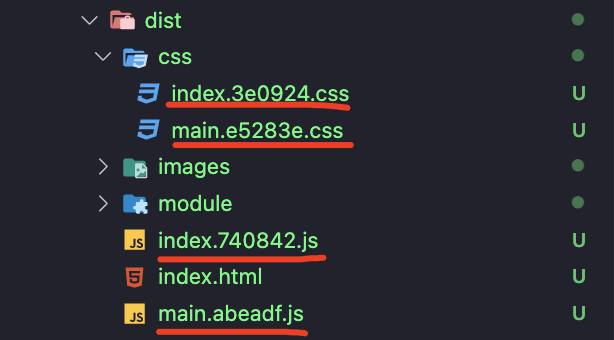 dist
css
index.3e0924.css U
main.e5283e.css U
images
module
JS index.740842.js U
index.html U
JS main.abeadf.js U